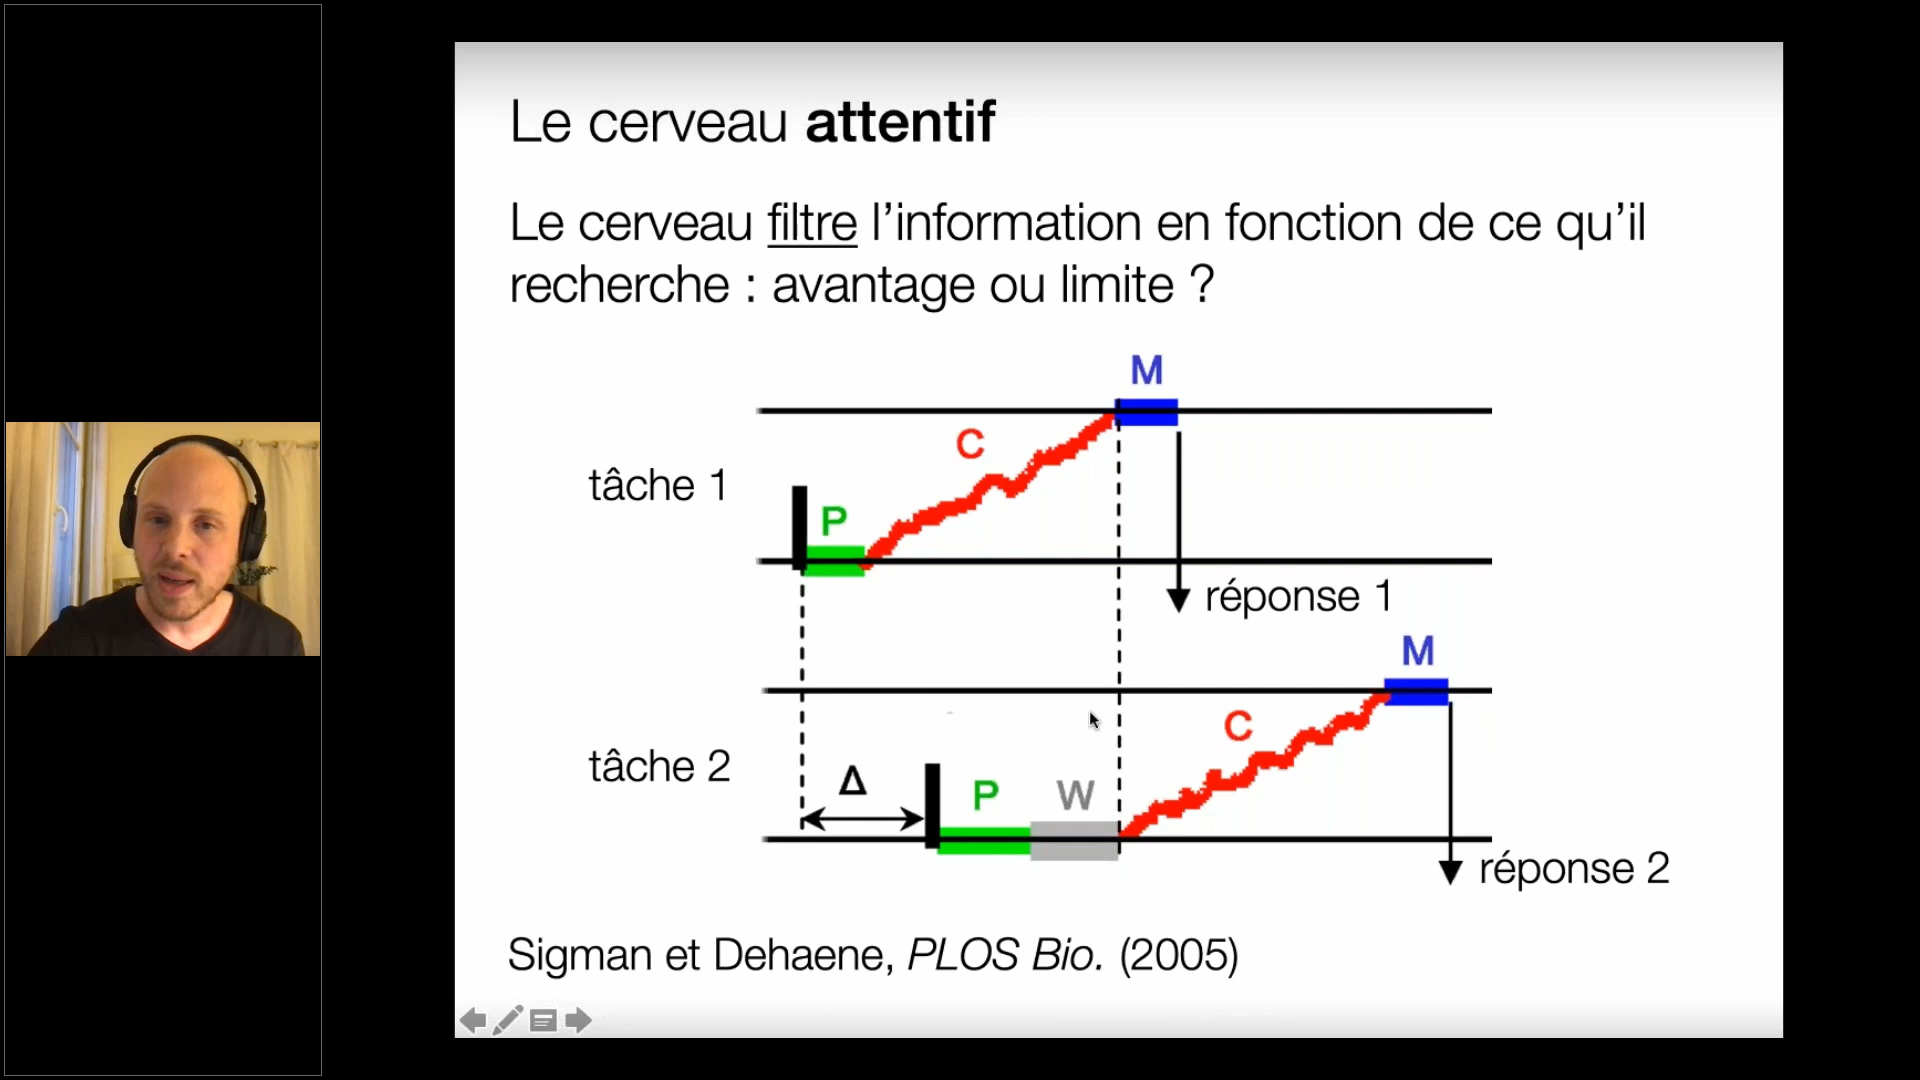 Le cerveau attentif
Le cerveau filtre l’information en fonction de ce qu’il
recherche : avantage ou limite ?
M
C
tâche 1
P
réponse 1
M
C
tâche 2
Δ
P
W
réponse 2
Sigman et Dehaene, PLOS Bio. (2005)